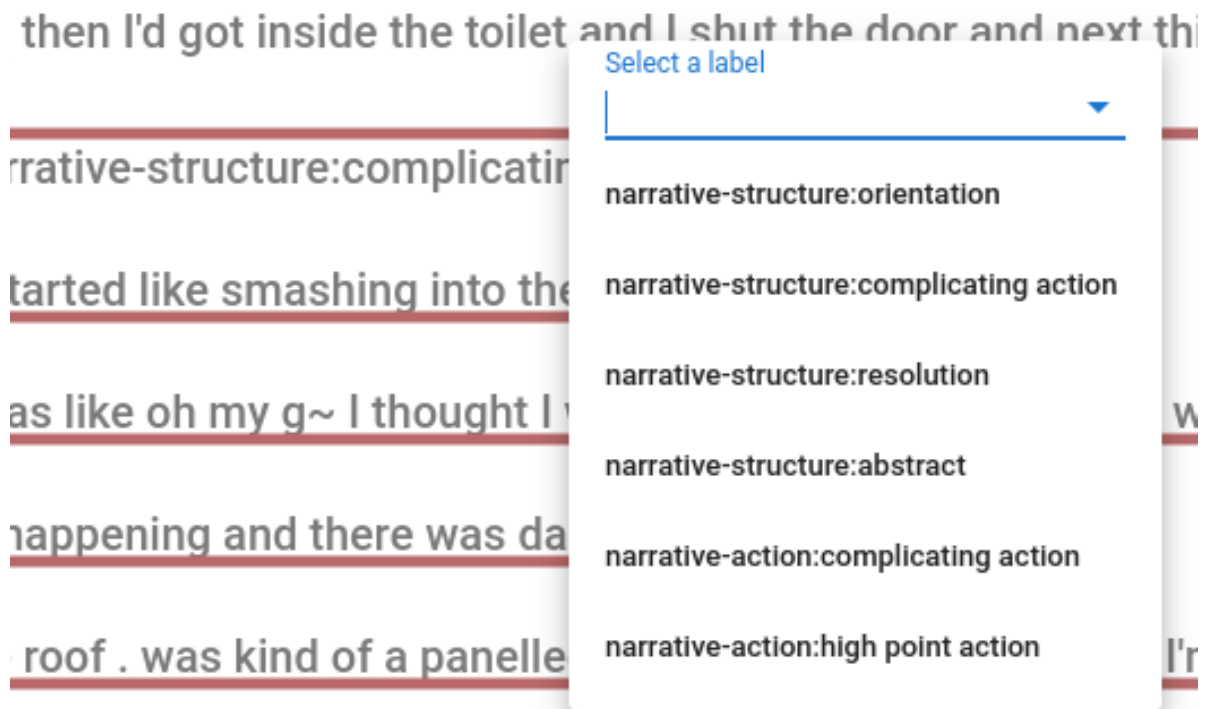 then I'd got inside the toilet and I shut the door and next thi
Select a label
rrative-structure:complicatin
narrative-structure:orientation
tarted like smashing into the
narrative-structure:complicating action
narrative-structure:resolution
as like oh my g~ I thought I w
narrative-structure:abstract
happening and there was da
narrative-action:complicating action
roof . was kind of a panelle I'r
narrative-action:high point action